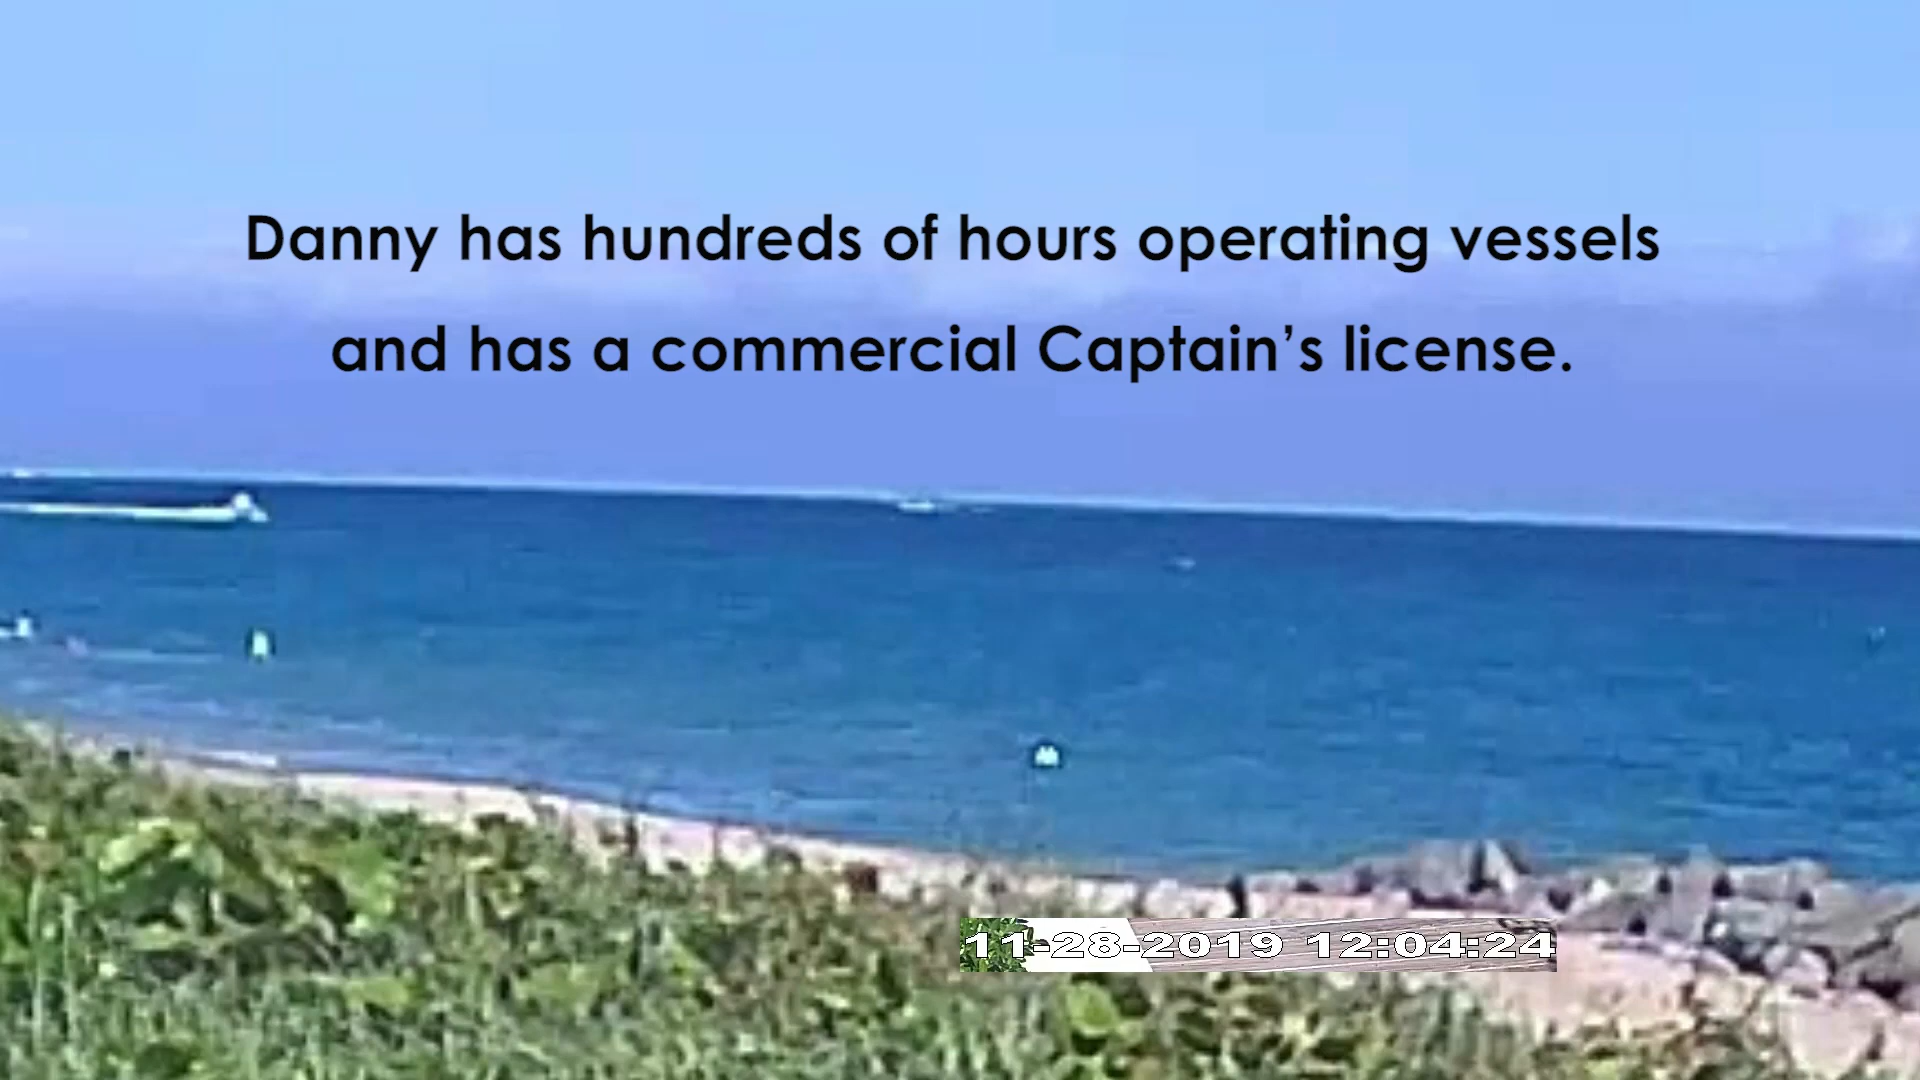 Danny has hundreds of hours operating vessels
and has a commercial Captain’s license.
11-28-2019 12:04:24